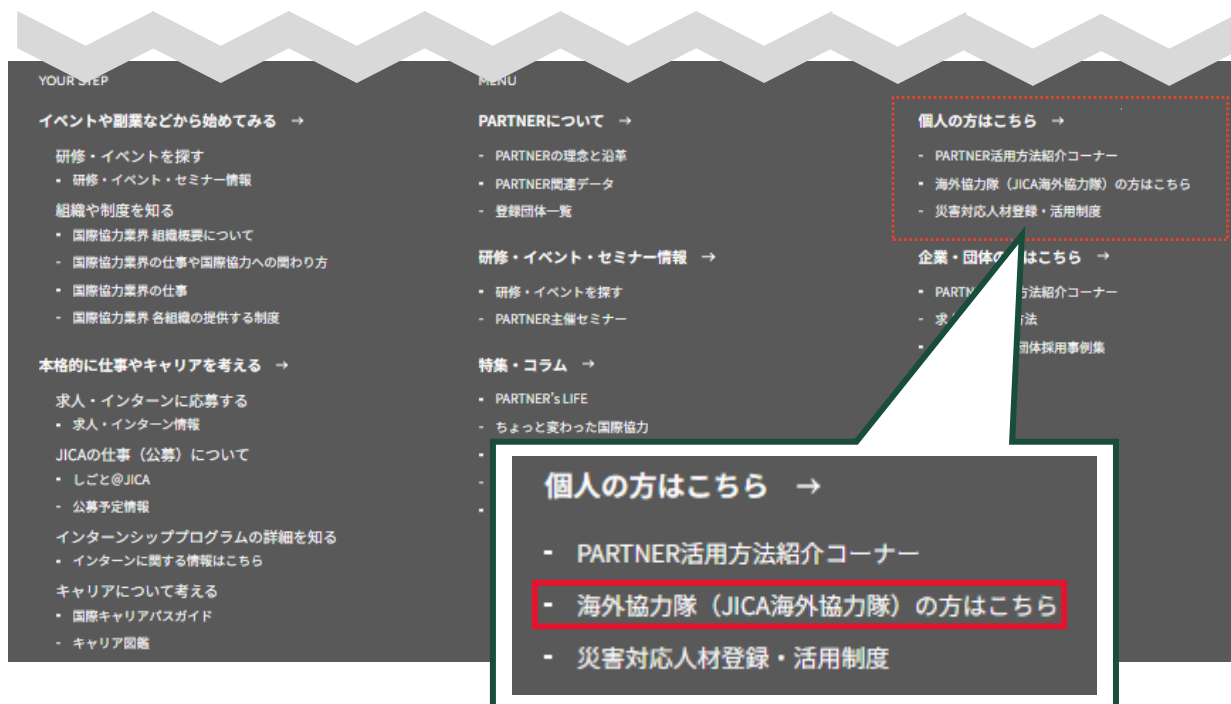 YOUR STEP
イベントや副業などから始めてみる →
研修・イベントを探す
- 研修・イベント・セミナー情報
組織や制度を知る
- 国際協力業界 組織概要について
- 国際協力業界の仕事や国際協力への関わり方
- 国際協力業界の仕事
- 国際協力業界 各組織の提供する制度
本格的に仕事やキャリアを考える →
求人・インターンに応募する
- 求人・インターン情報
JICAの仕事（公募）について
- しごと@JICA
- 公募予定情報
インターンシッププログラムの詳細を知る
- インターンに関する情報はこちら
キャリアについて考える
- 国際キャリアパスガイド
- キャリア図鑑
MENU
PARTNERについて →
- PARTNERの理念と沿革
- PARTNER関連データ
- 登録団体一覧
研修・イベント・セミナー情報 →
- 研修・イベントを探す
- PARTNER主催セミナー
特集・コラム →
- PARTNER's LIFE
- ちょっと変わった国際協力
個人の方はこちら →
- PARTNER活用方法紹介コーナー
- 海外協力隊（JICA海外協力隊）の方はこちら
- 災害対応人材登録・活用制度
企業・団体の はこちら →
- PARTN 方法紹介コーナー
- 求 法
- 団体採用事例集
個人の方はこちら →
- PARTNER活用方法紹介コーナー
- 海外協力隊（JICA海外協力隊）の方はこちら
- 災害対応人材登録・活用制度